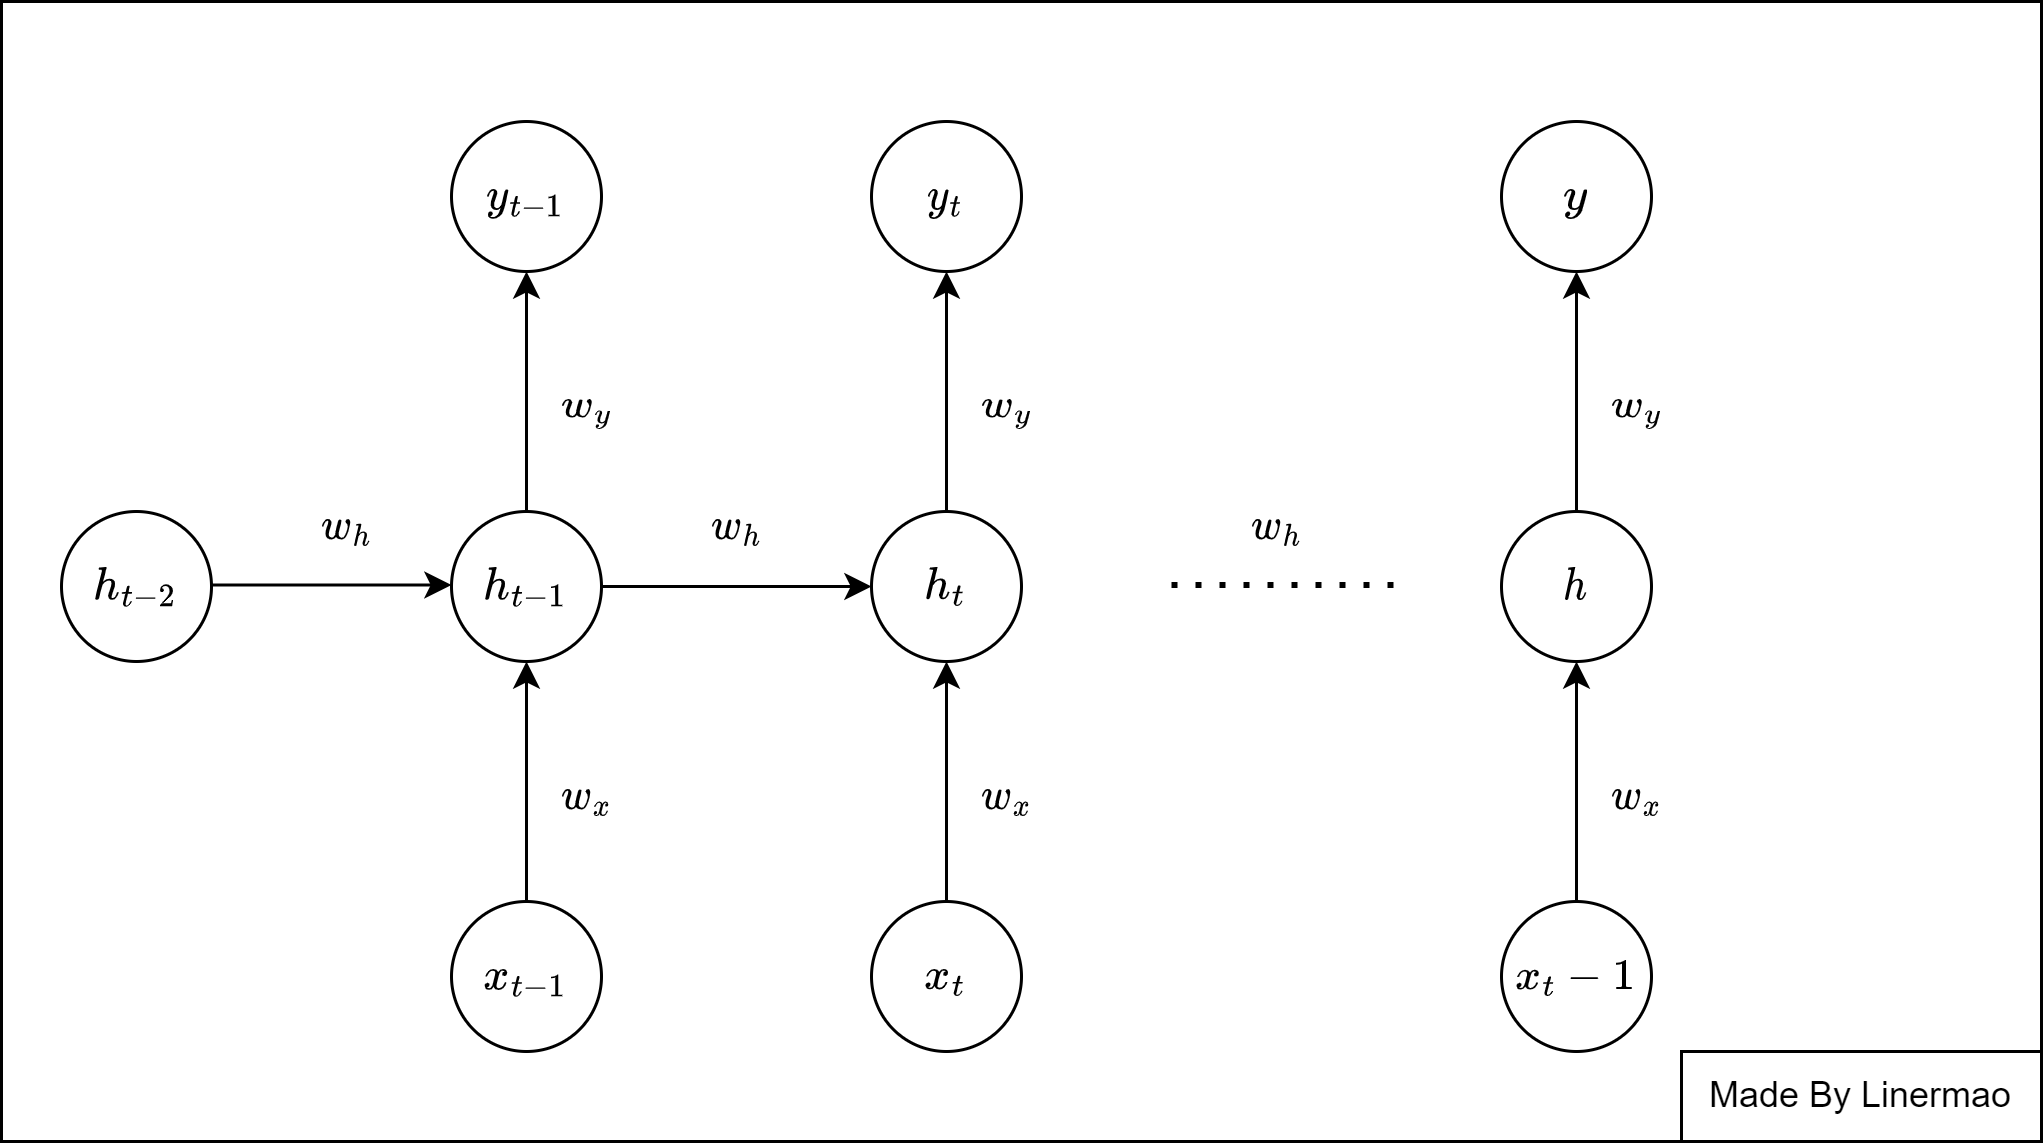 y_{t-1} y_t y
w_y w_y w_y
w_h w_h w_h
h_{t-2} h_{t-1} h_t .......... h
w_x w_x w_x
x_{t-1} x_t x_t - 1
Made By Linermao